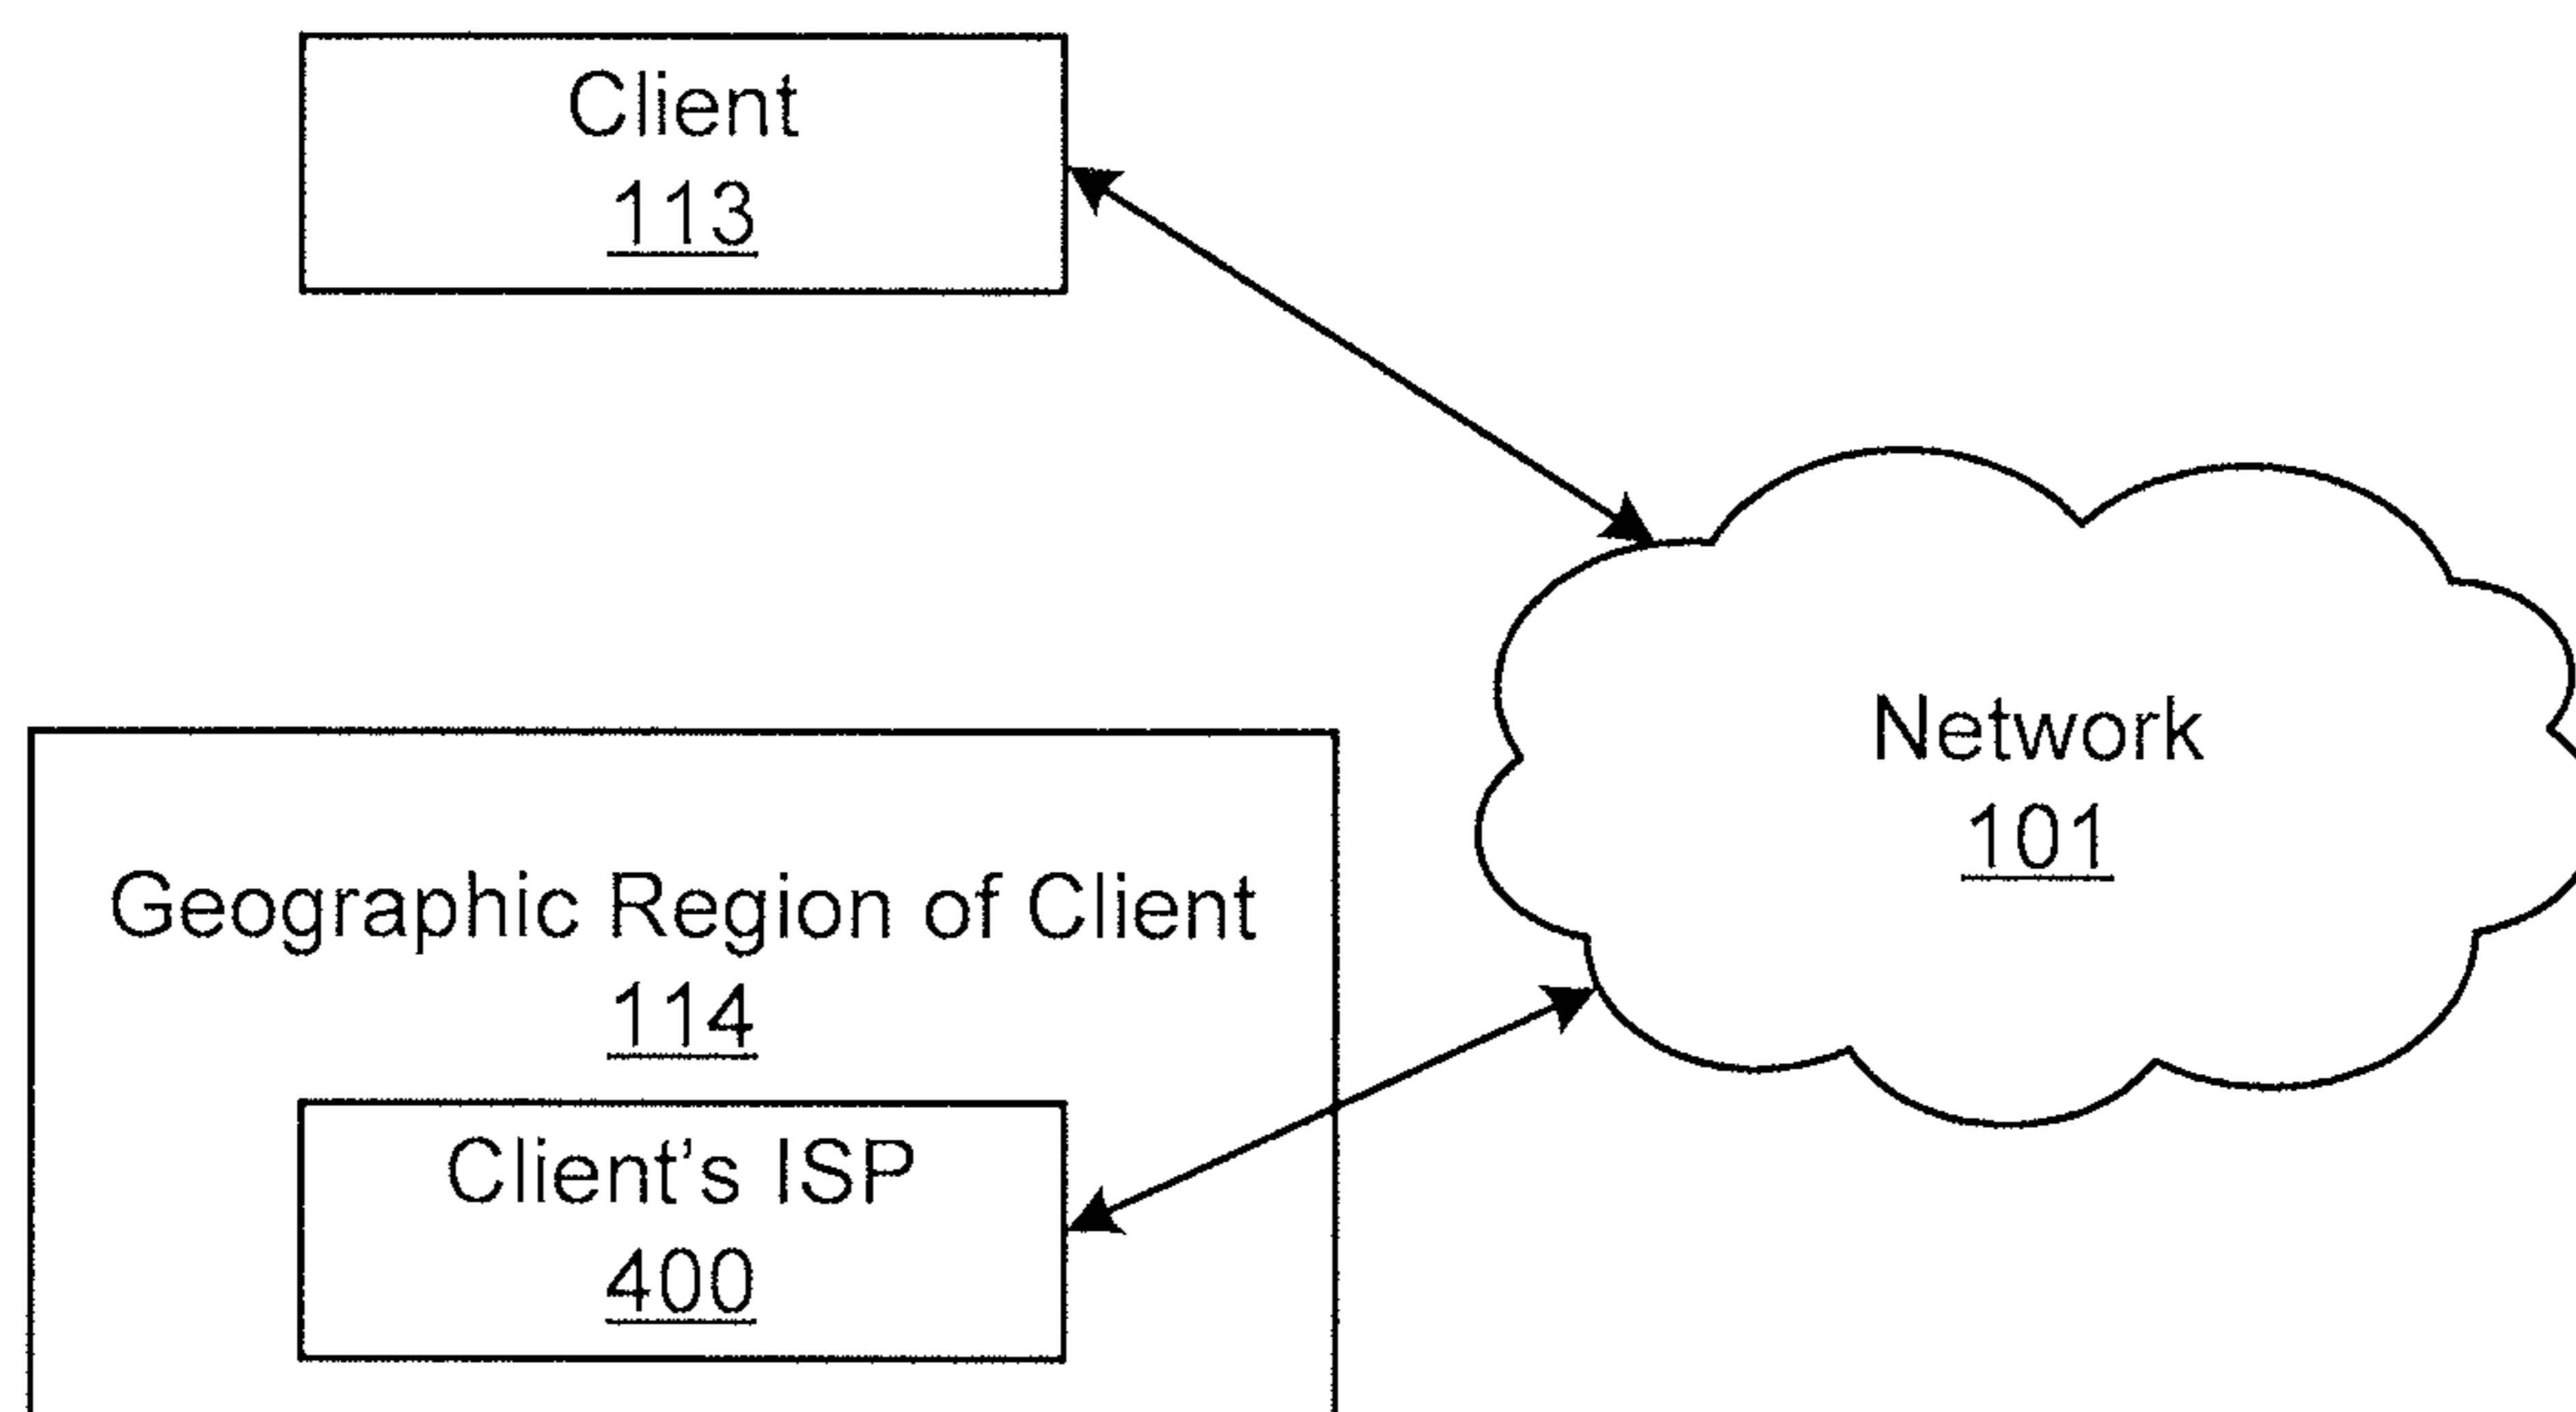 Client
113
Network
101
Geographic Region of Client
114
Client's ISP
400